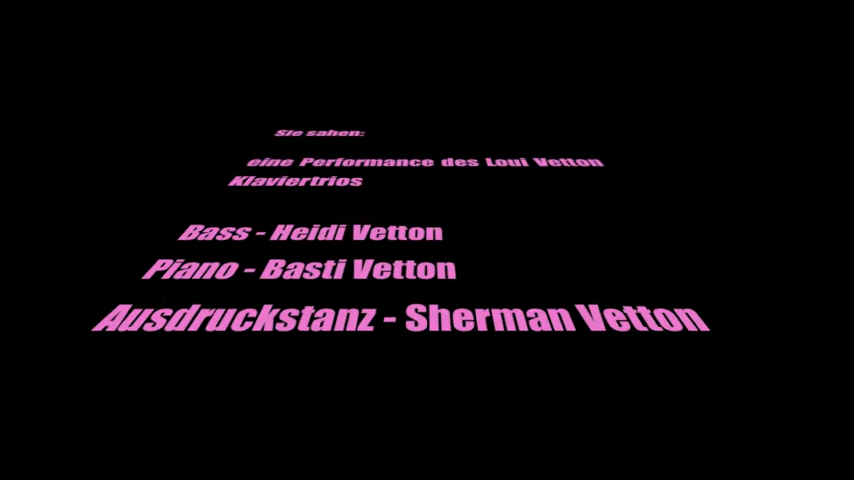 Sie sahen:
eine Performance des Loui Vetton
Klaviertrios
Bass - Heidi Vetton
Piano - Basti Vetton
Ausdruckstanz - Sherman Vetton